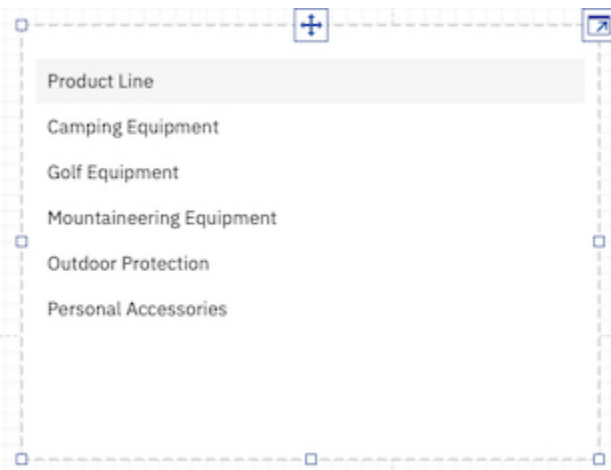 Product Line
Camping Equipment
Golf Equipment
Mountaineering Equipment
Outdoor Protection
Personal Accessories